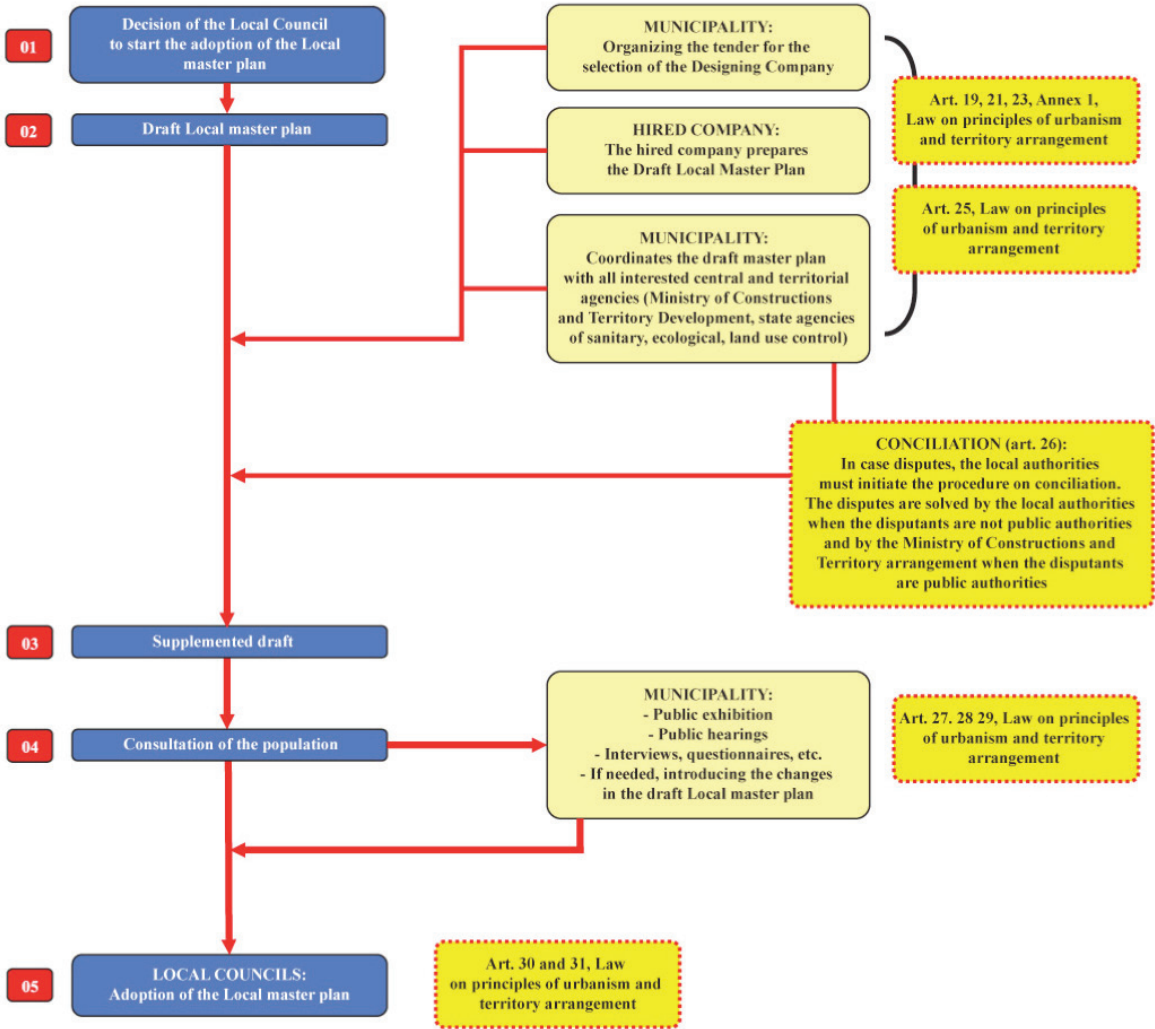 01
Decision of the Local Council
to start the adoption of the Local
master plan
MUNICIPALITY:
Organizing the tender for the
selection of the Designing Company
Art. 19, 21, 23, Annex 1,
Law on principles of urbanism
and territory arrangement
02
Draft Local master plan
HIRED COMPANY:
The hired company prepares
the Draft Local Master Plan
Art. 25, Law on principles
of urbanism and territory
arrangement
MUNICIPALITY:
Coordinates the draft master plan
with all interested central and territorial
agencies (Ministry of Constructions
and Territory Development, state agencies
of sanitary, ecological, land use control)
CONCILIATION (art. 26):
In case disputes, the local authorities
must initiate the procedure on conciliation.
The disputes are solved by the local authorities
when the disputants are not public authorities
and by the Ministry of Constructions and
Territory arrangement when the disputants
are public authorities
03
Supplemented draft
04
Consultation of the population
MUNICIPALITY:
- Public exhibition
- Public hearings
- Interviews, questionnaires, etc.
- If needed, introducing the changes
in the draft Local master plan
Art. 27. 28 29, Law on principles
of urbanism and territory
arrangement
05
LOCAL COUNCILS:
Adoption of the Local master plan
Art. 30 and 31, Law
on principles of urbanism and
territory arrangement